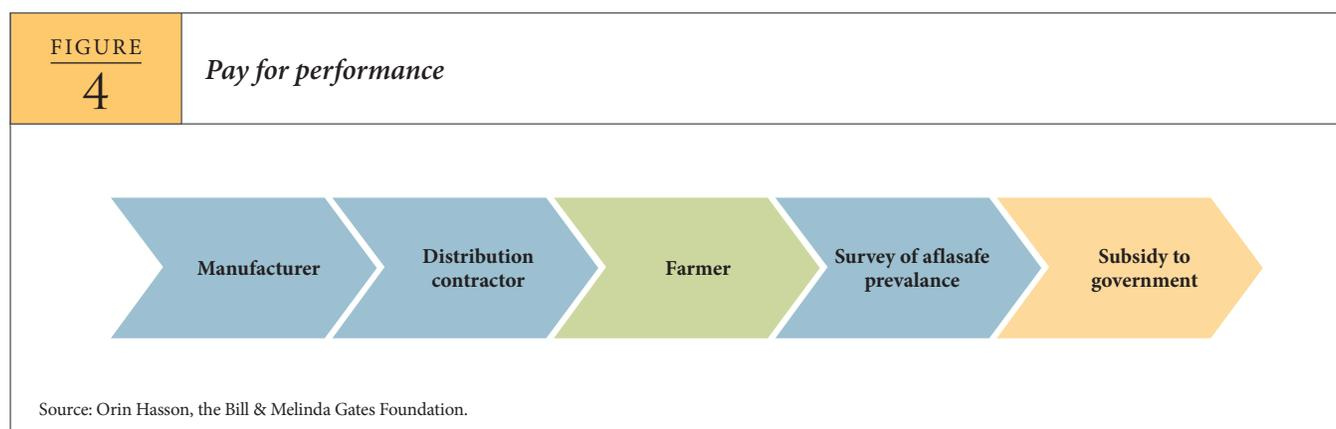 FIGURE
4
Pay for performance
Manufacturer
Distribution
contractor
Farmer
Survey of aflasafe
prevalance
Subsidy to
government
Source: Orin Hasson, the Bill & Melinda Gates Foundation.